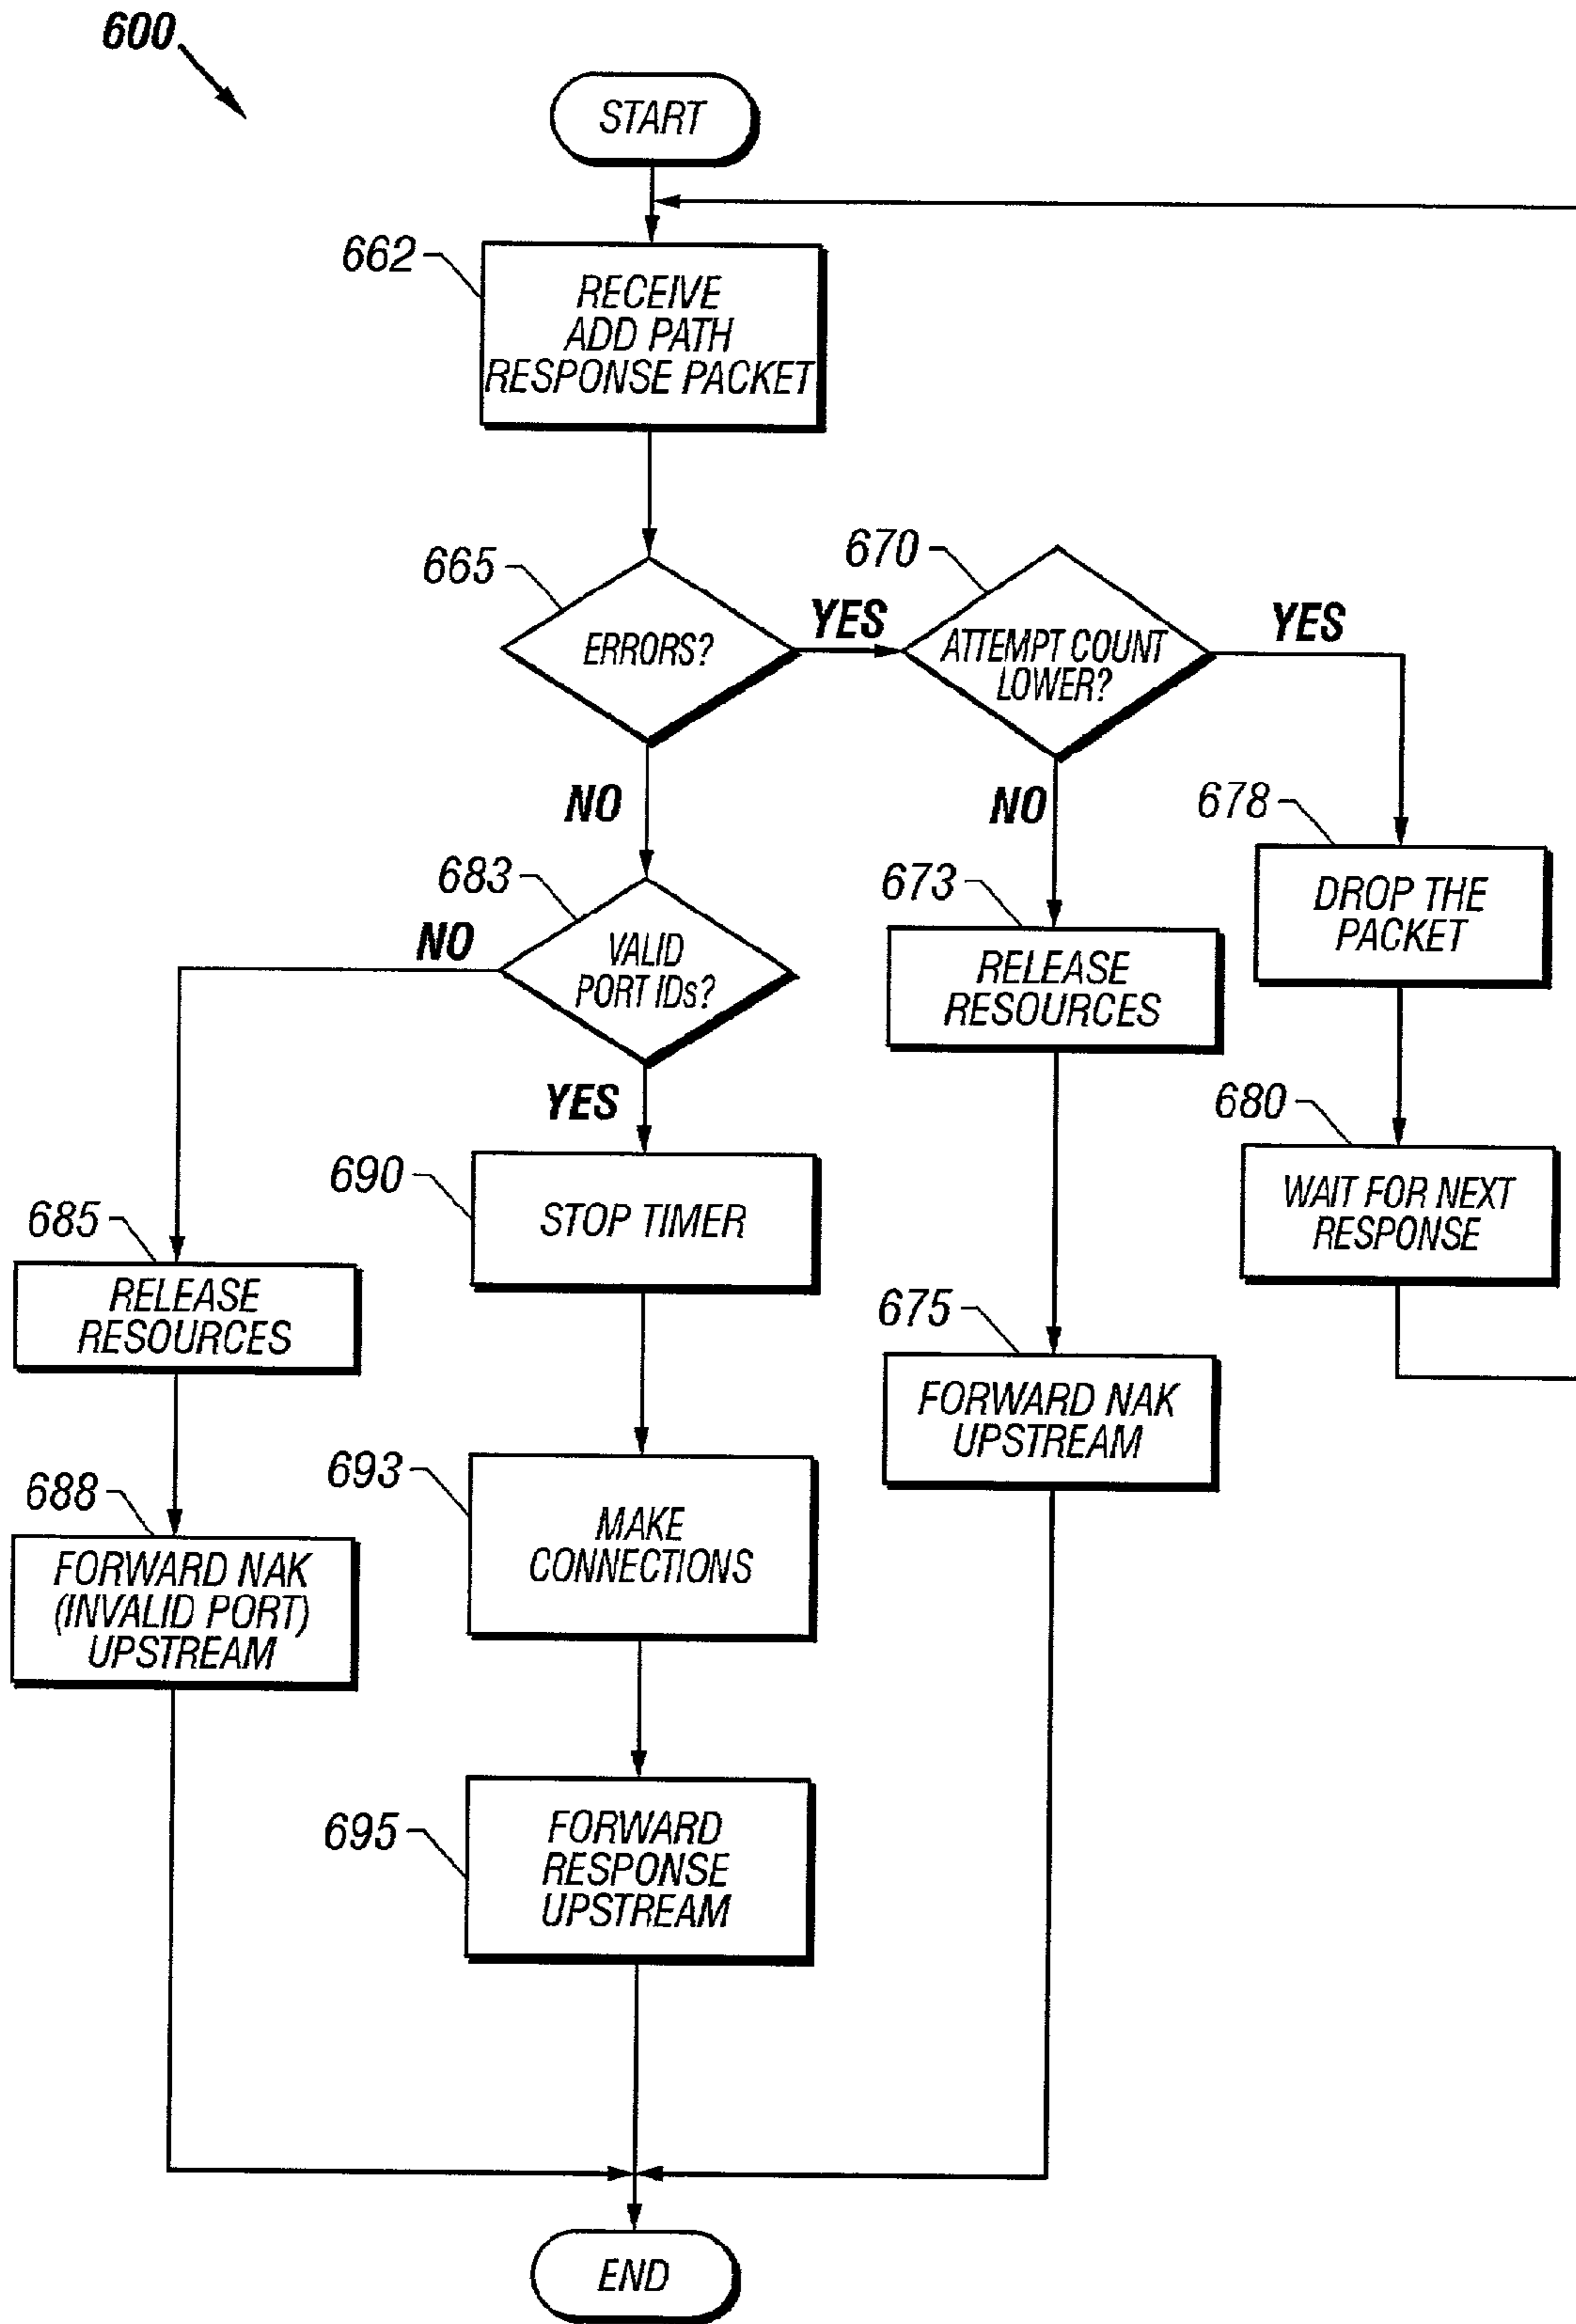 600
START
662
RECEIVE
ADD PATH
RESPONSE PACKET
665
ERRORS?
YES
670
ATTEMPT COUNT
LOWER?
YES
NO
NO
678
DROP THE
PACKET
683
VALID
PORT IDs?
NO
673
RELEASE
RESOURCES
YES
680
WAIT FOR NEXT
RESPONSE
690
STOP TIMER
685
RELEASE
RESOURCES
675
FORWARD NAK
UPSTREAM
693
MAKE
CONNECTIONS
688
FORWARD NAK
(INVALID PORT)
UPSTREAM
695
FORWARD
RESPONSE
UPSTREAM
END